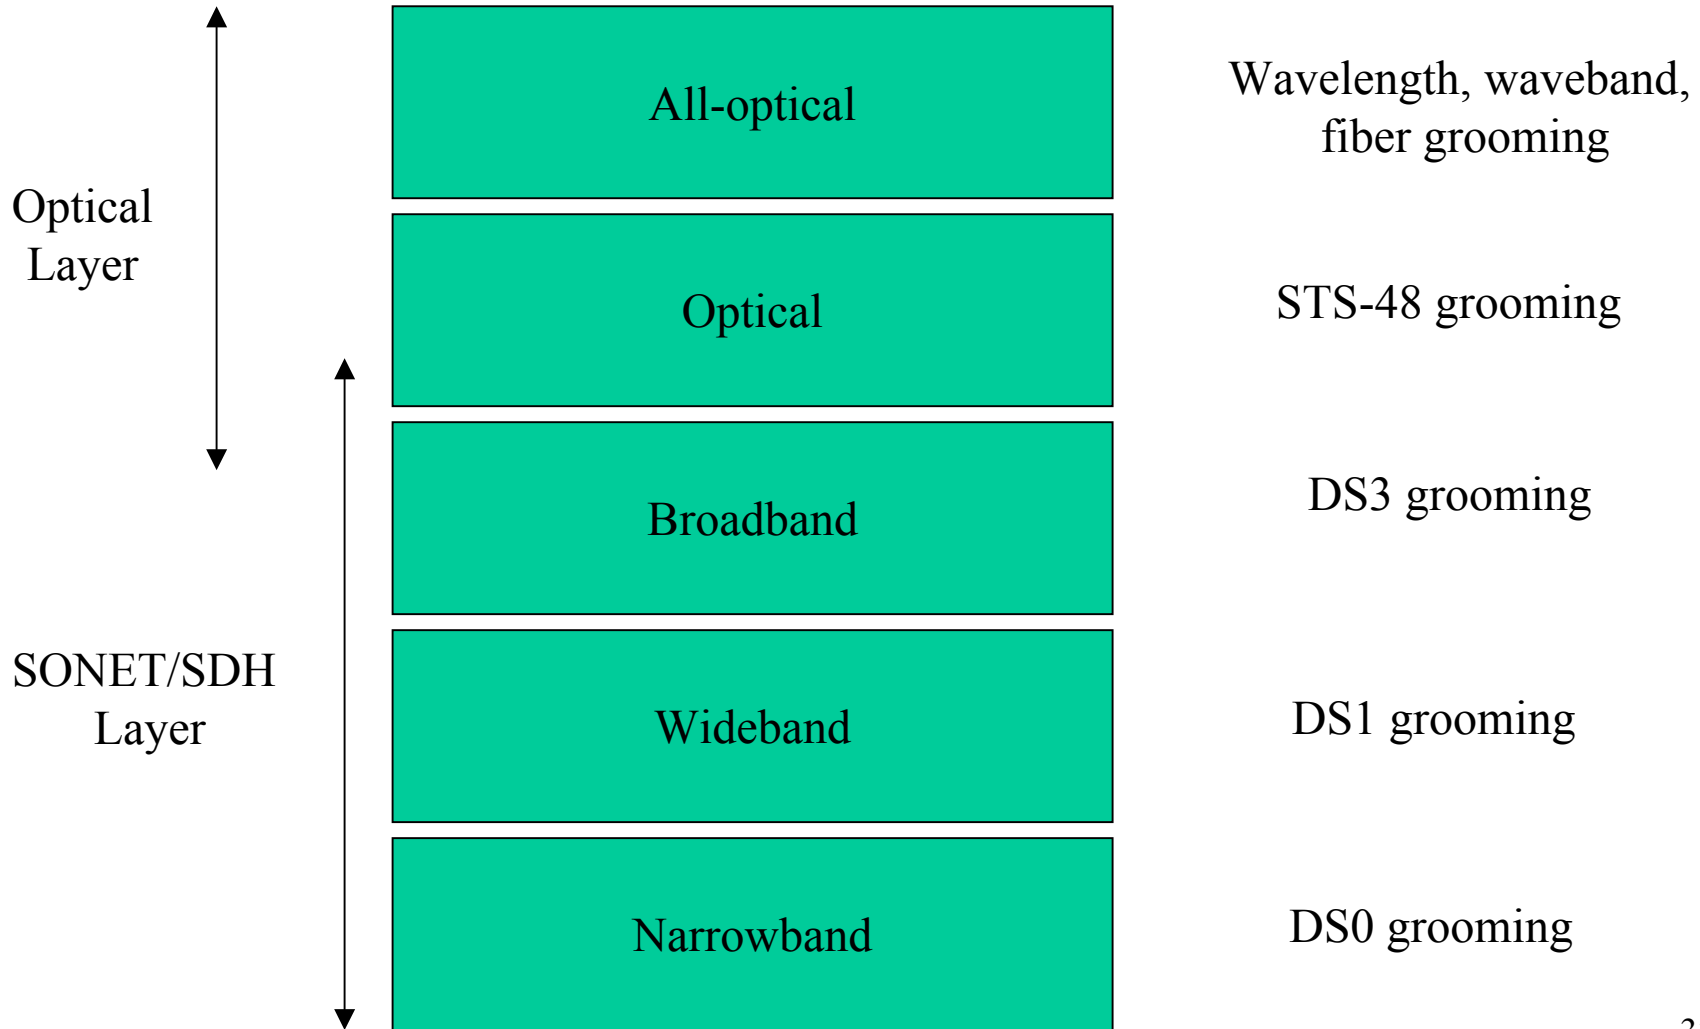 All-optical
Wavelength, waveband,
fiber grooming
Optical
Layer
Optical
STS-48 grooming
Broadband
DS3 grooming
SONET/SDH
Layer
Wideband
DS1 grooming
Narrowband
DS0 grooming